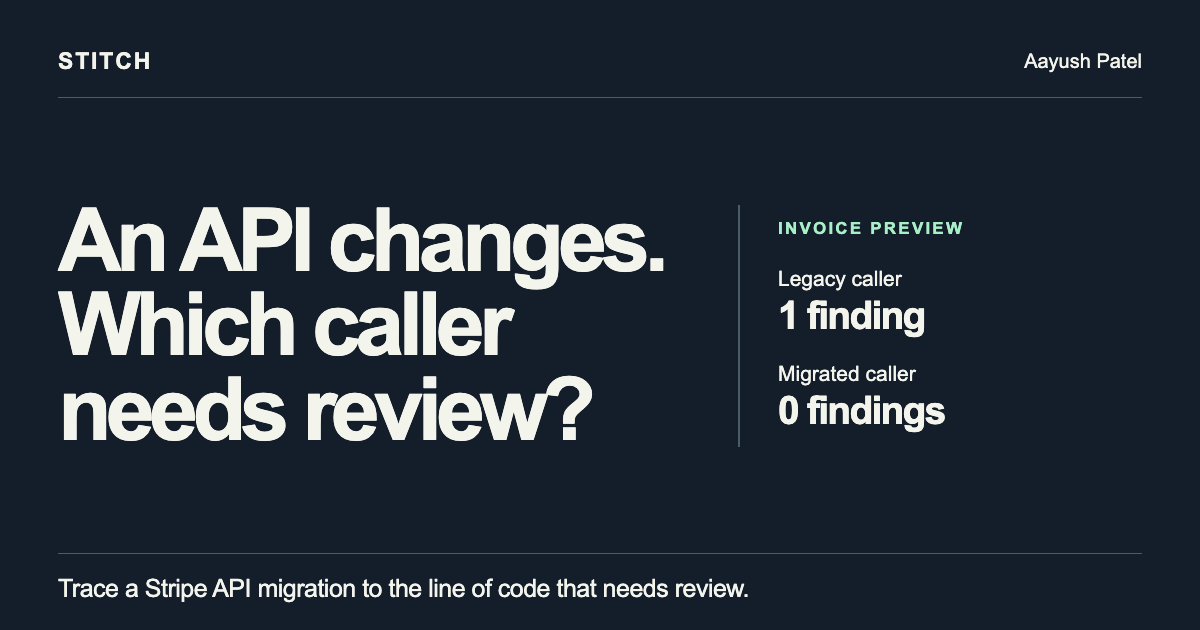 STITCH
Aayush Patel
An API changes.
Which caller
needs review?
INVOICE PREVIEW
Legacy caller
1 finding
Migrated caller
0 findings
Trace a Stripe API migration to the line of code that needs review.